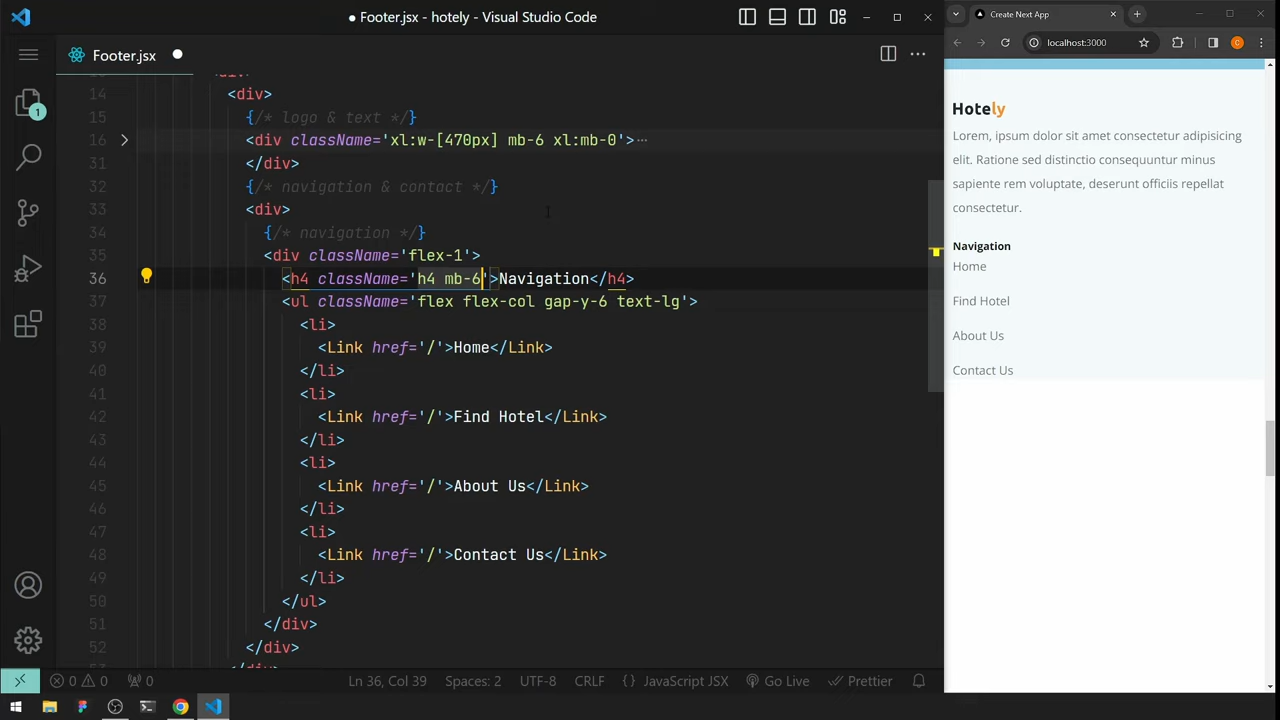 ● Footer.jsx - hotely - Visual Studio Code
Footer.jsx
1
14 <div>
15 {/* logo & text */}
16 <div className='xl:w-[470px] mb-6 xl:mb-0'>
31 </div>
32 {/* navigation & contact */}
33 <div>
34 {/* navigation */}
35 <div className='flex-1'>
36 <h4 className='h4 mb-6'>Navigation</h4>
37 <ul className='flex flex-col gap-y-6 text-lg'>
38 <li>
39 <Link href='/'>Home</Link>
40 </li>
41 <li>
42 <Link href='/'>Find Hotel</Link>
43 </li>
44 <li>
45 <Link href='/'>About Us</Link>
46 </li>
47 <li>
48 <Link href='/'>Contact Us</Link>
49 </li>
50 </ul>
51 </div>
52 </div>
0 0 0 Ln 36, Col 39 Spaces: 2 UTF-8 CRLF {} JavaScript JSX Go Live Prettier
Create Next App
localhost:3000
C
Hotely
Lorem, ipsum dolor sit amet consectetur adipisicing
elit. Ratione sed distinctio consequuntur minus
sapiente rem voluptate, deserunt officiis repellat
consectetur.
Navigation
Home
Find Hotel
About Us
Contact Us